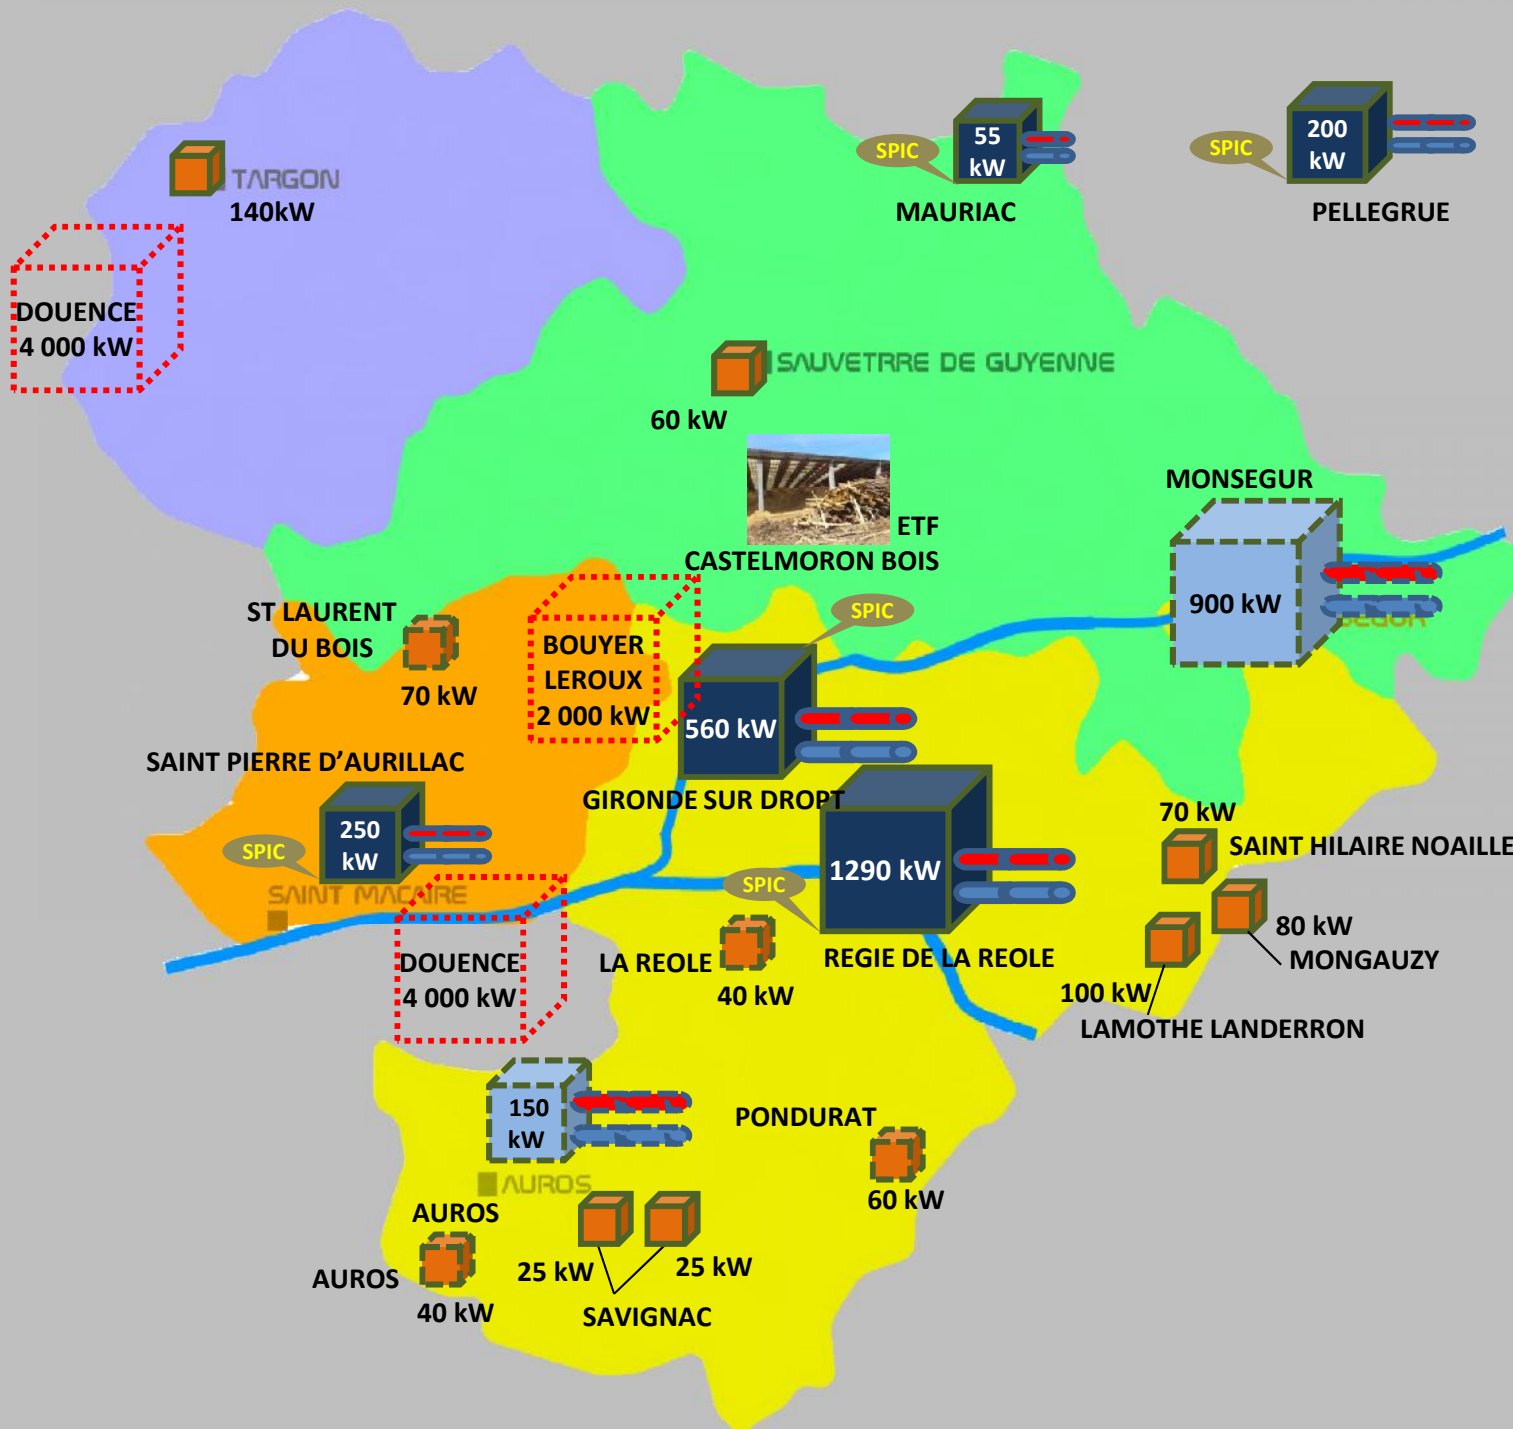 55
kW
SPIC
MAURIAC
200
kW
SPIC
PELLEGRUE
TARGON
140kW
DOUENCE
4 000 kW
SAUVETRRE DE GUYENNE
60 kW
ETF
CASTELMORON BOIS
MONSEGUR
900 kW
SEGUR
ST LAURENT
DU BOIS
70 kW
BOUYER
LEROUX
2 000 kW
SPIC
560 kW
GIRONDE SUR DROPT
SAINT PIERRE D’AURILLAC
250
kW
SPIC
SAINT MACAIRE
1290 kW
SPIC
REGIE DE LA REOLE
70 kW
SAINT HILAIRE NOAILLE
80 kW
MONGAUZY
100 kW
LAMOTHE LANDERRON
LA REOLE
40 kW
DOUENCE
4 000 kW
150
kW
AUROS
PONDURAT
60 kW
AUROS
AUROS
40 kW
25 kW
25 kW
SAVIGNAC